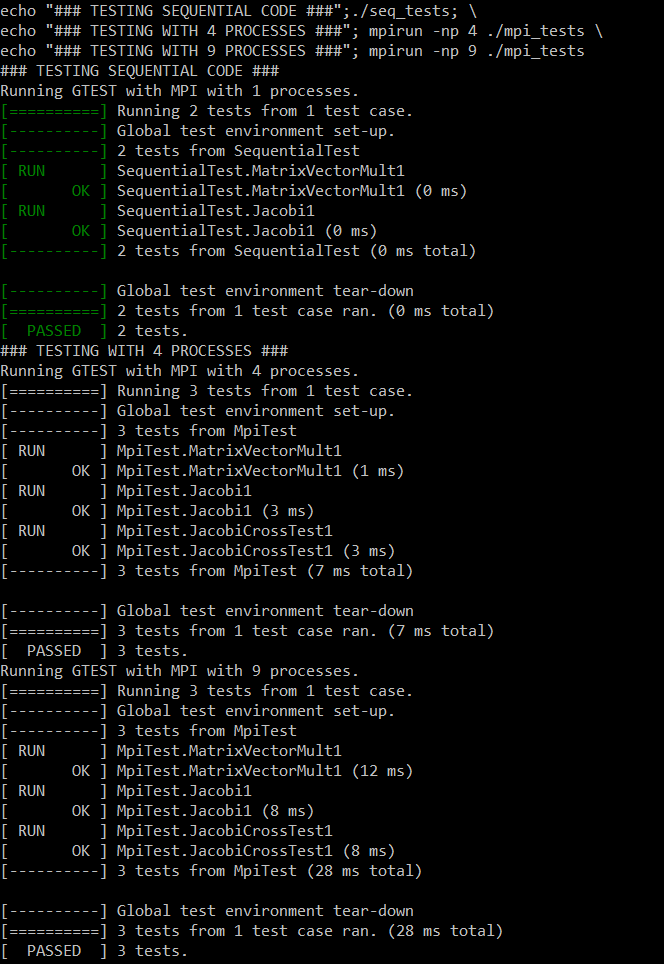 echo "### TESTING SEQUENTIAL CODE ###";./seq_tests; \
echo "### TESTING WITH 4 PROCESSES ###"; mpirun -np 4 ./mpi_tests \
echo "### TESTING WITH 9 PROCESSES ###"; mpirun -np 9 ./mpi_tests
### TESTING SEQUENTIAL CODE ###
Running GTEST with MPI with 1 processes.
[==========] Running 2 tests from 1 test case.
[----------] Global test environment set-up.
[----------] 2 tests from SequentialTest
[ RUN      ] SequentialTest.MatrixVectorMult1
[       OK ] SequentialTest.MatrixVectorMult1 (0 ms)
[ RUN      ] SequentialTest.Jacobi1
[       OK ] SequentialTest.Jacobi1 (0 ms)
[----------] 2 tests from SequentialTest (0 ms total)

[----------] Global test environment tear-down
[==========] 2 tests from 1 test case ran. (0 ms total)
[  PASSED  ] 2 tests.
### TESTING WITH 4 PROCESSES ###
Running GTEST with MPI with 4 processes.
[==========] Running 3 tests from 1 test case.
[----------] Global test environment set-up.
[----------] 3 tests from MpiTest
[ RUN      ] MpiTest.MatrixVectorMult1
[       OK ] MpiTest.MatrixVectorMult1 (1 ms)
[ RUN      ] MpiTest.Jacobi1
[       OK ] MpiTest.Jacobi1 (3 ms)
[ RUN      ] MpiTest.JacobiCrossTest1
[       OK ] MpiTest.JacobiCrossTest1 (3 ms)
[----------] 3 tests from MpiTest (7 ms total)

[----------] Global test environment tear-down
[==========] 3 tests from 1 test case ran. (7 ms total)
[  PASSED  ] 3 tests.
Running GTEST with MPI with 9 processes.
[==========] Running 3 tests from 1 test case.
[----------] Global test environment set-up.
[----------] 3 tests from MpiTest
[ RUN      ] MpiTest.MatrixVectorMult1
[       OK ] MpiTest.MatrixVectorMult1 (12 ms)
[ RUN      ] MpiTest.Jacobi1
[       OK ] MpiTest.Jacobi1 (8 ms)
[ RUN      ] MpiTest.JacobiCrossTest1
[       OK ] MpiTest.JacobiCrossTest1 (8 ms)
[----------] 3 tests from MpiTest (28 ms total)

[----------] Global test environment tear-down
[==========] 3 tests from 1 test case ran. (28 ms total)
[  PASSED  ] 3 tests.